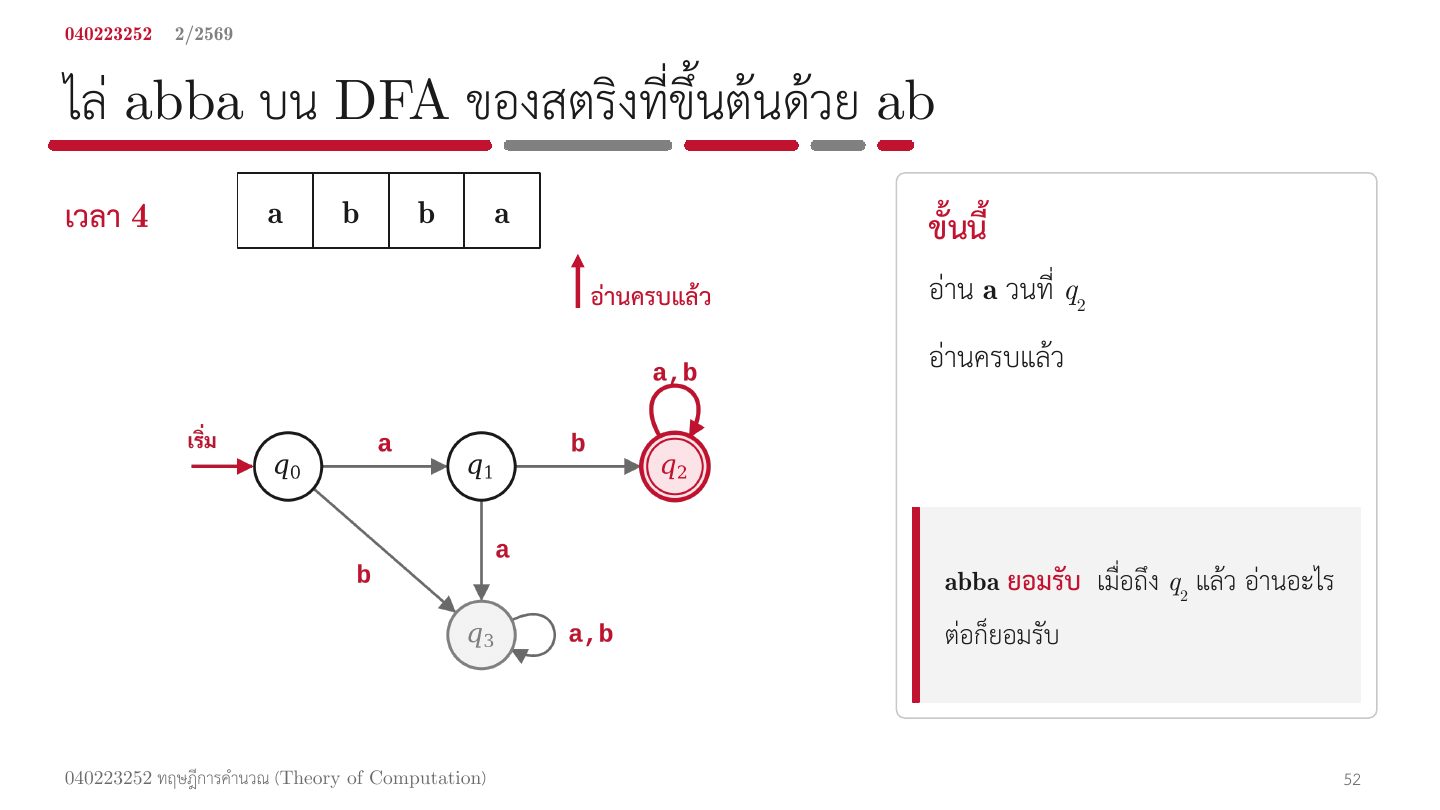 040223252 2/2569
ไล่ abba บน DFA ของสตริงที่ขึ้นต้นด้วย ab
เวลา 4
a b b a
อ่านครบแล้ว
a,b
เริ่ม
a
b
q0
q1
q2
a
b
q3
a,b
ขั้นนี้
อ่าน a วนที่ q2
อ่านครบแล้ว
abba ยอมรับ เมื่อถึง q2 แล้ว อ่านอะไร
ต่อก็ยอมรับ
040223252 ทฤษฎีการคำนวณ (Theory of Computation)
52